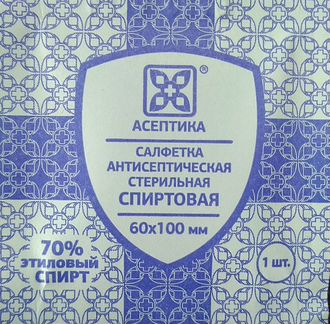 ®
АСЕПТИКА
САЛФЕТКА
АНТИСЕПТИЧЕСКАЯ
СТЕРИЛЬНАЯ
СПИРТОВАЯ
60х100 мм
70%
ЭТИЛОВЫЙ
СПИРТ
1 шт.